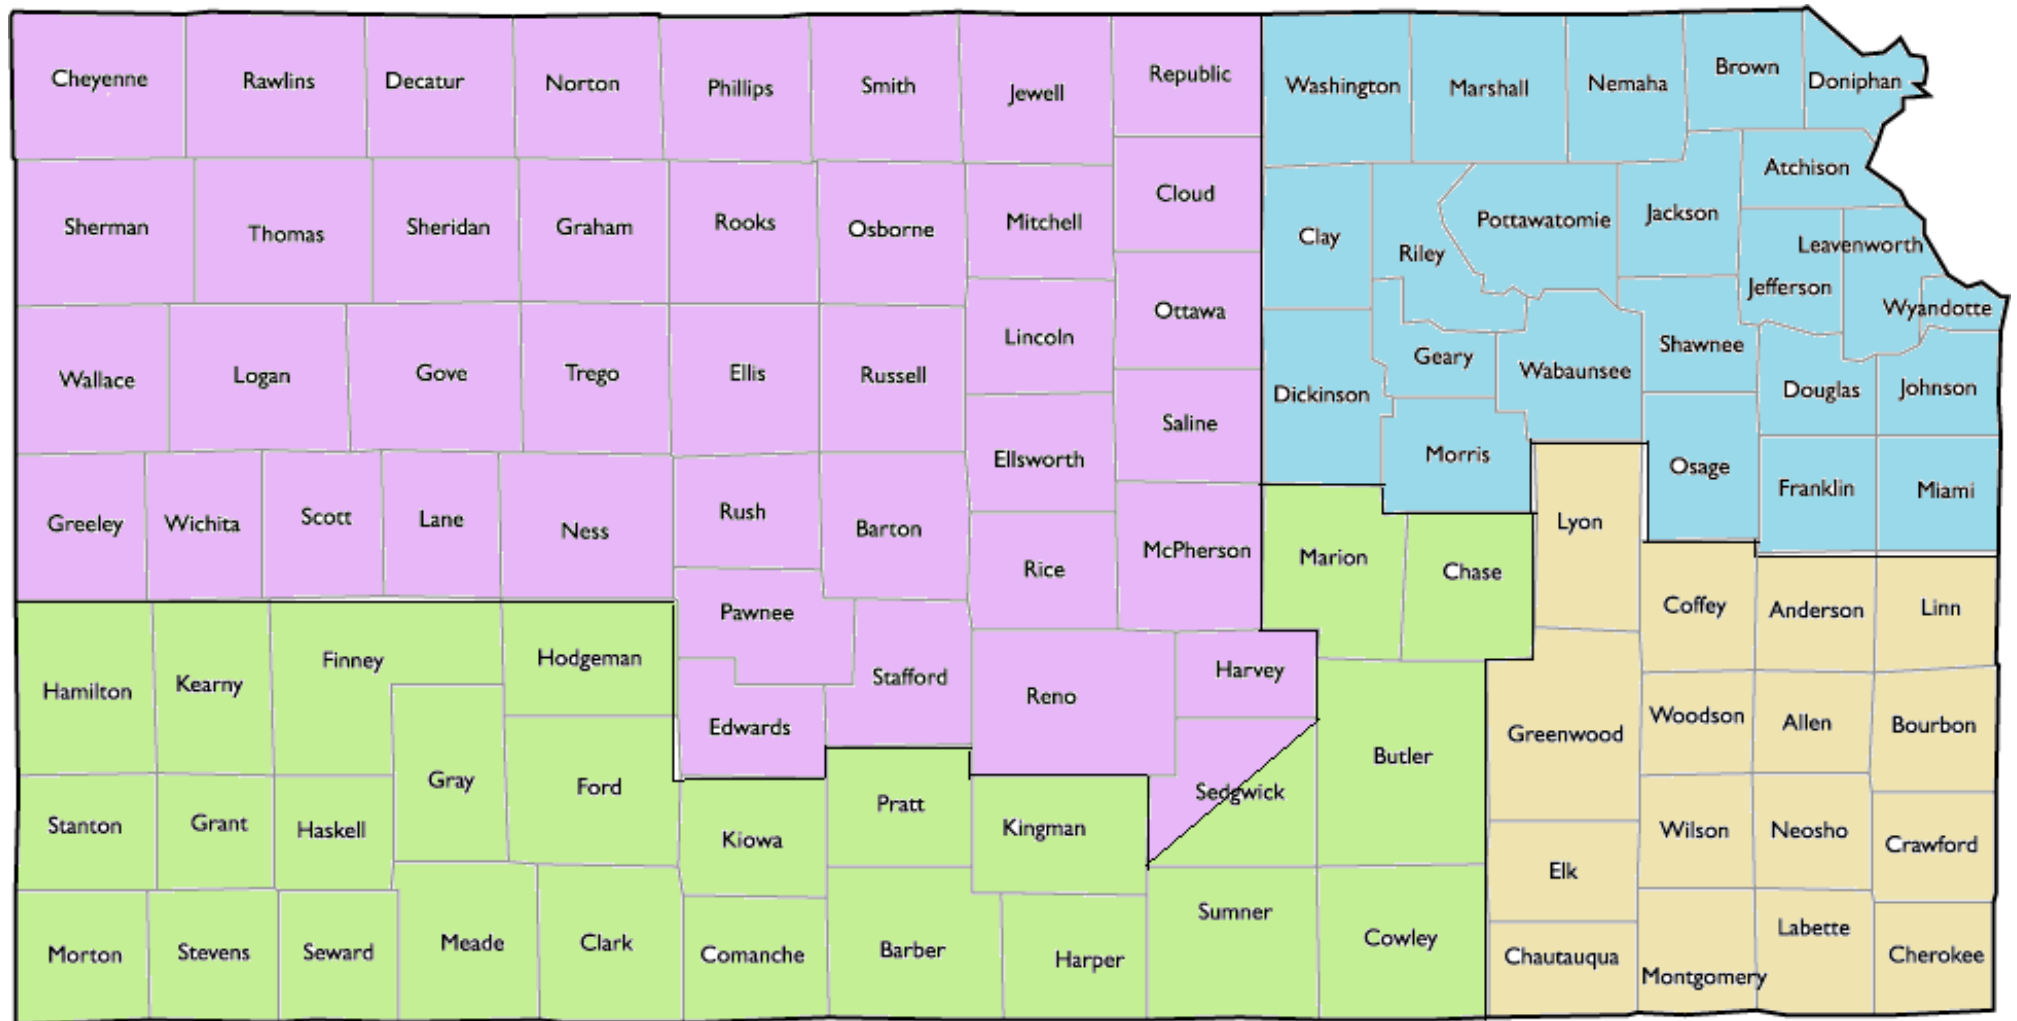 Cheyenne
Rawlins
Decatur
Norton
Phillips
Smith
Jewell
Republic
Washington
Marshall
Nemaha
Brown
Doniphan
Sherman
Thomas
Sheridan
Graham
Rooks
Osborne
Mitchell
Cloud
Clay
Riley
Pottawatomie
Jackson
Atchison
Leavenworth
Jefferson
Wyandotte
Wallace
Logan
Gove
Trego
Ellis
Russell
Lincoln
Ottawa
Saline
Ellsworth
Dickinson
Geary
Wabaunsee
Shawnee
Douglas
Johnson
Morris
Osage
Franklin
Miami
Greeley
Wichita
Scott
Lane
Ness
Rush
Barton
Rice
McPherson
Marion
Chase
Lyon
Coffey
Anderson
Linn
Pawnee
Hamilton
Kearny
Finney
Hodgeman
Stafford
Edwards
Reno
Harvey
Sedgwick
Butler
Greenwood
Woodson
Allen
Bourbon
Gray
Ford
Stanton
Grant
Haskell
Kiowa
Pratt
Kingman
Elk
Wilson
Neosho
Crawford
Morton
Stevens
Seward
Meade
Clark
Comanche
Barber
Harper
Sumner
Cowley
Chautauqua
Montgomery
Labette
Cherokee